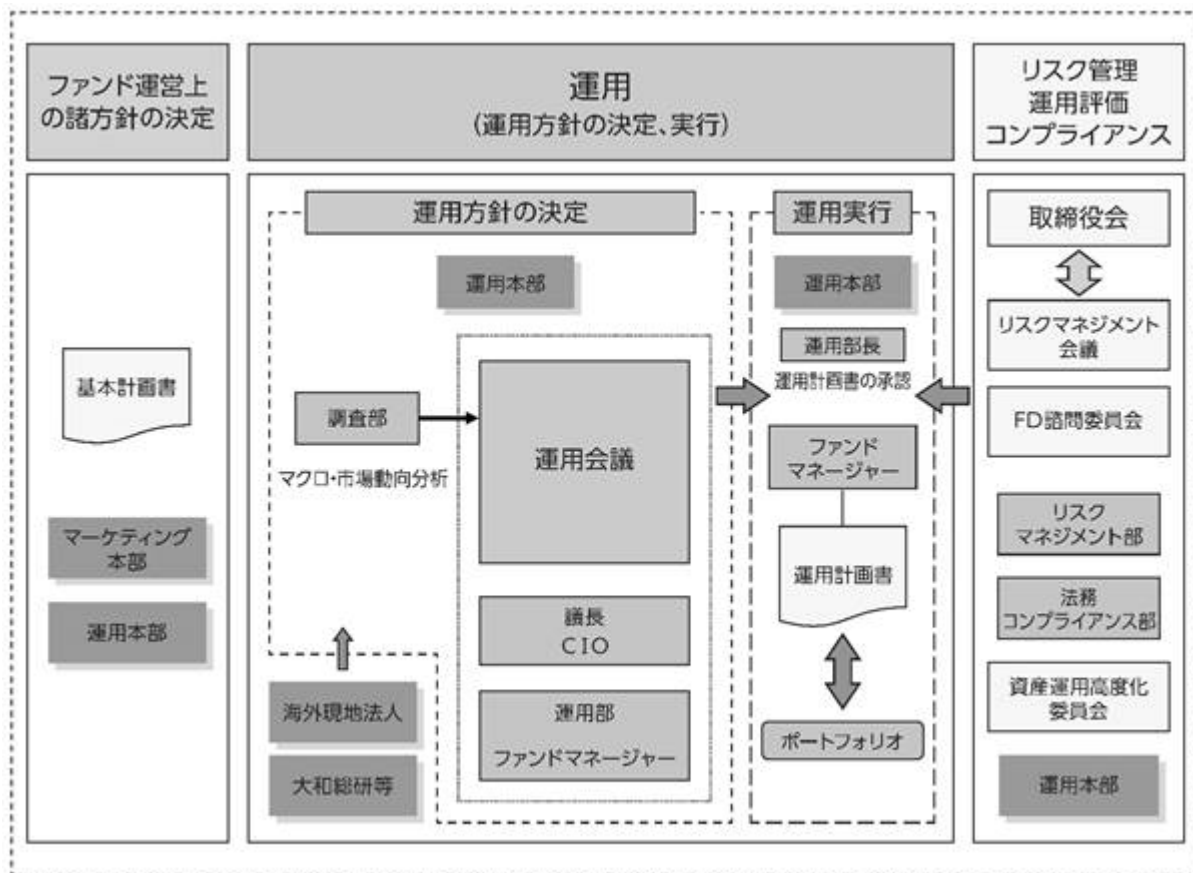 ファンド運営上
の諸方針の決定
運用
(運用方針の決定、実行)
リスク管理
運用評価
コンプライアンス
基本計画書
マーケティング
本部
運用本部
運用方針の決定
運用本部
調査部
マクロ・市場動向分析
運用会議
議長
CIO
運用部
ファンドマネージャー
海外現地法人
大和総研等
運用実行
運用本部
運用部長
運用計画書の承認
ファンド
マネージャー
運用計画書
ポートフォリオ
取締役会
リスクマネジメント
会議
FD諮問委員会
リスク
マネジメント部
法務
コンプライアンス部
資産運用高度化
委員会
運用本部